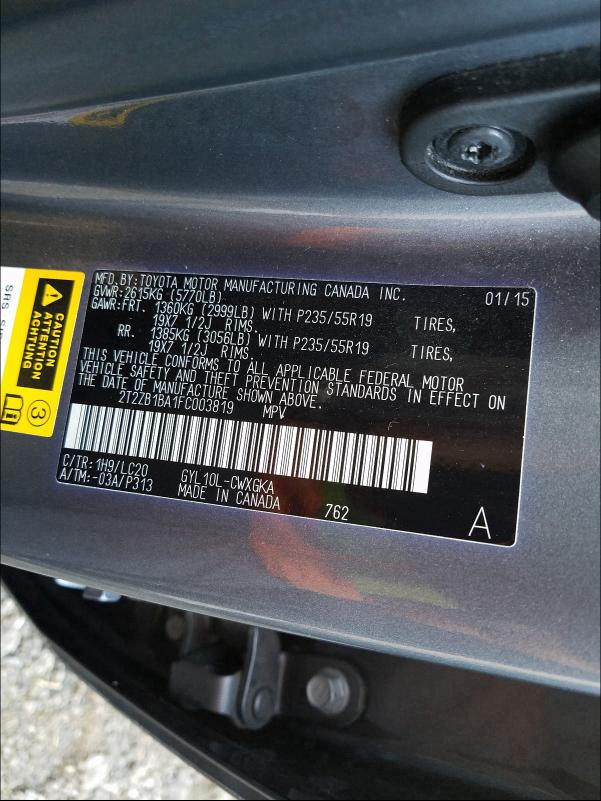 MFD.BY:TOYOTA MOTOR MANUFACTURING CANADA INC. 01/15
GVWR:2615KG (5770LB)
GAWR:FRT. 1360KG (2999LB) WITH P235/55R19 TIRES,
19X7 1/2J RIMS.
RR. 1385KG (3056LB) WITH P235/55R19 TIRES,
19X7 1/2J RIMS.
THIS VEHICLE CONFORMS TO ALL APPLICABLE FEDERAL MOTOR
VEHICLE SAFETY AND THEFT PREVENTION STANDARDS IN EFFECT ON
THE DATE OF MANUFACTURE SHOWN ABOVE.
2T2ZB1BA1FC003819 MPV
C/TR: 1H9/LC20 GYL10L-CWXGKA
A/TM:-03A/P313 MADE IN CANADA 762 A
CAUTION
ATTENTION
ACHTUNG
3
SRS